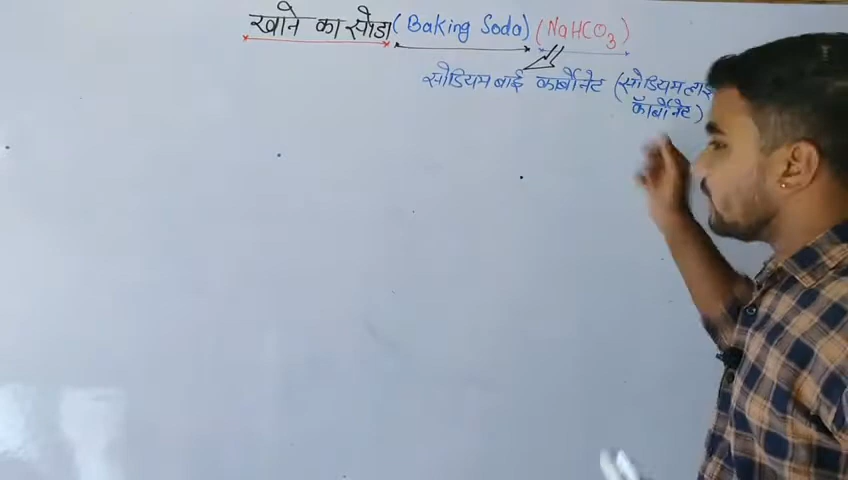 खाने का सोडा (Baking Soda) (NaHCO3)
सोडियम बाई कार्बोनेट (सोडियम
कार्बोनेट)